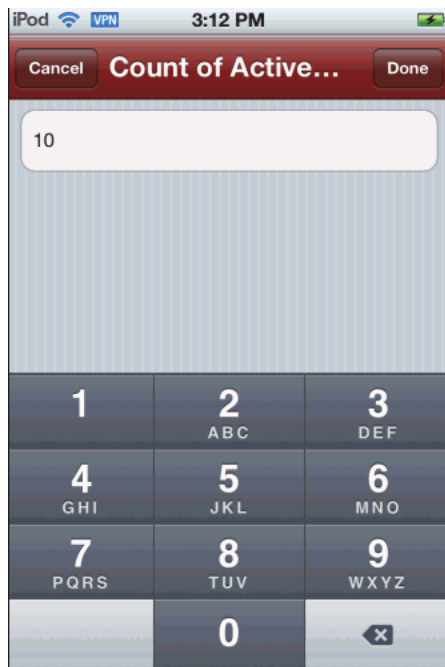 iPod VPN 3:12 PM
Cancel Count of Active... Done
10
1 2 3
ABC DEF
4 5 6
GHI JKL MNO
7 8 9
PQRS TUV WXYZ
0